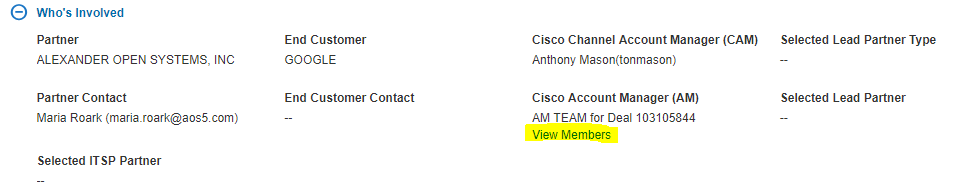 Who's Involved
Partner
ALEXANDER OPEN SYSTEMS, INC
End Customer
GOOGLE
Cisco Channel Account Manager (CAM)
Anthony Mason(tonmason)
Selected Lead Partner Type
--
Partner Contact
Maria Roark (maria.roark@aos5.com)
End Customer Contact
--
Cisco Account Manager (AM)
AM TEAM for Deal 103105844
View Members
Selected Lead Partner
--
Selected ITSP Partner
--